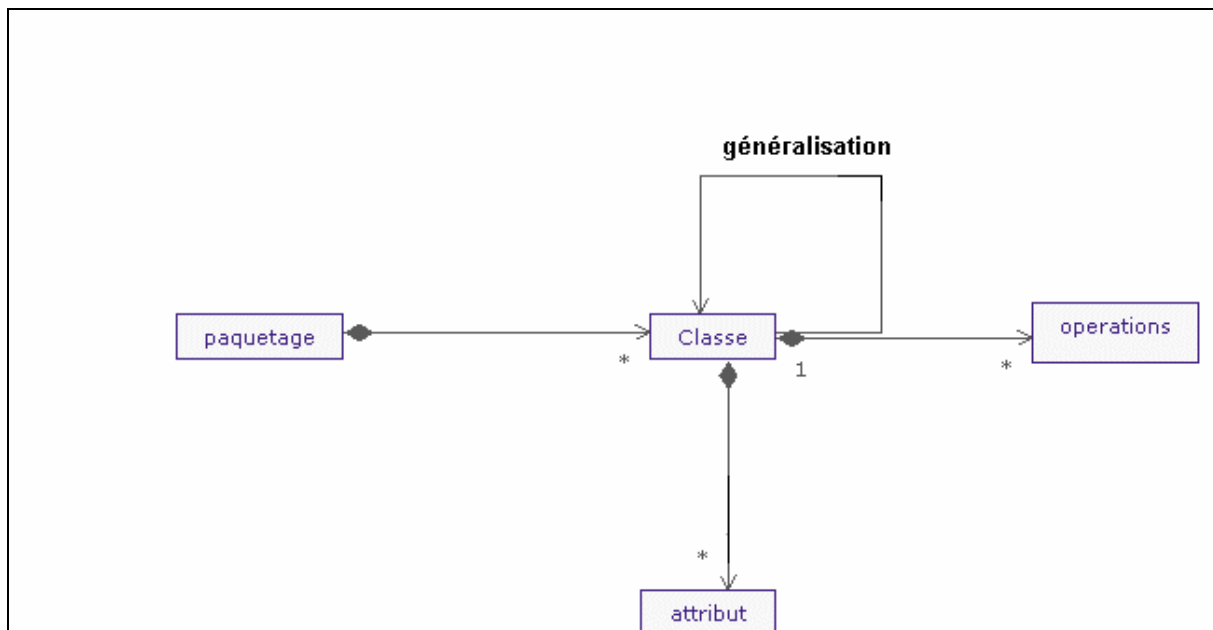 généralisation
paquetage
Classe
operations
*
1
*
*
attribut